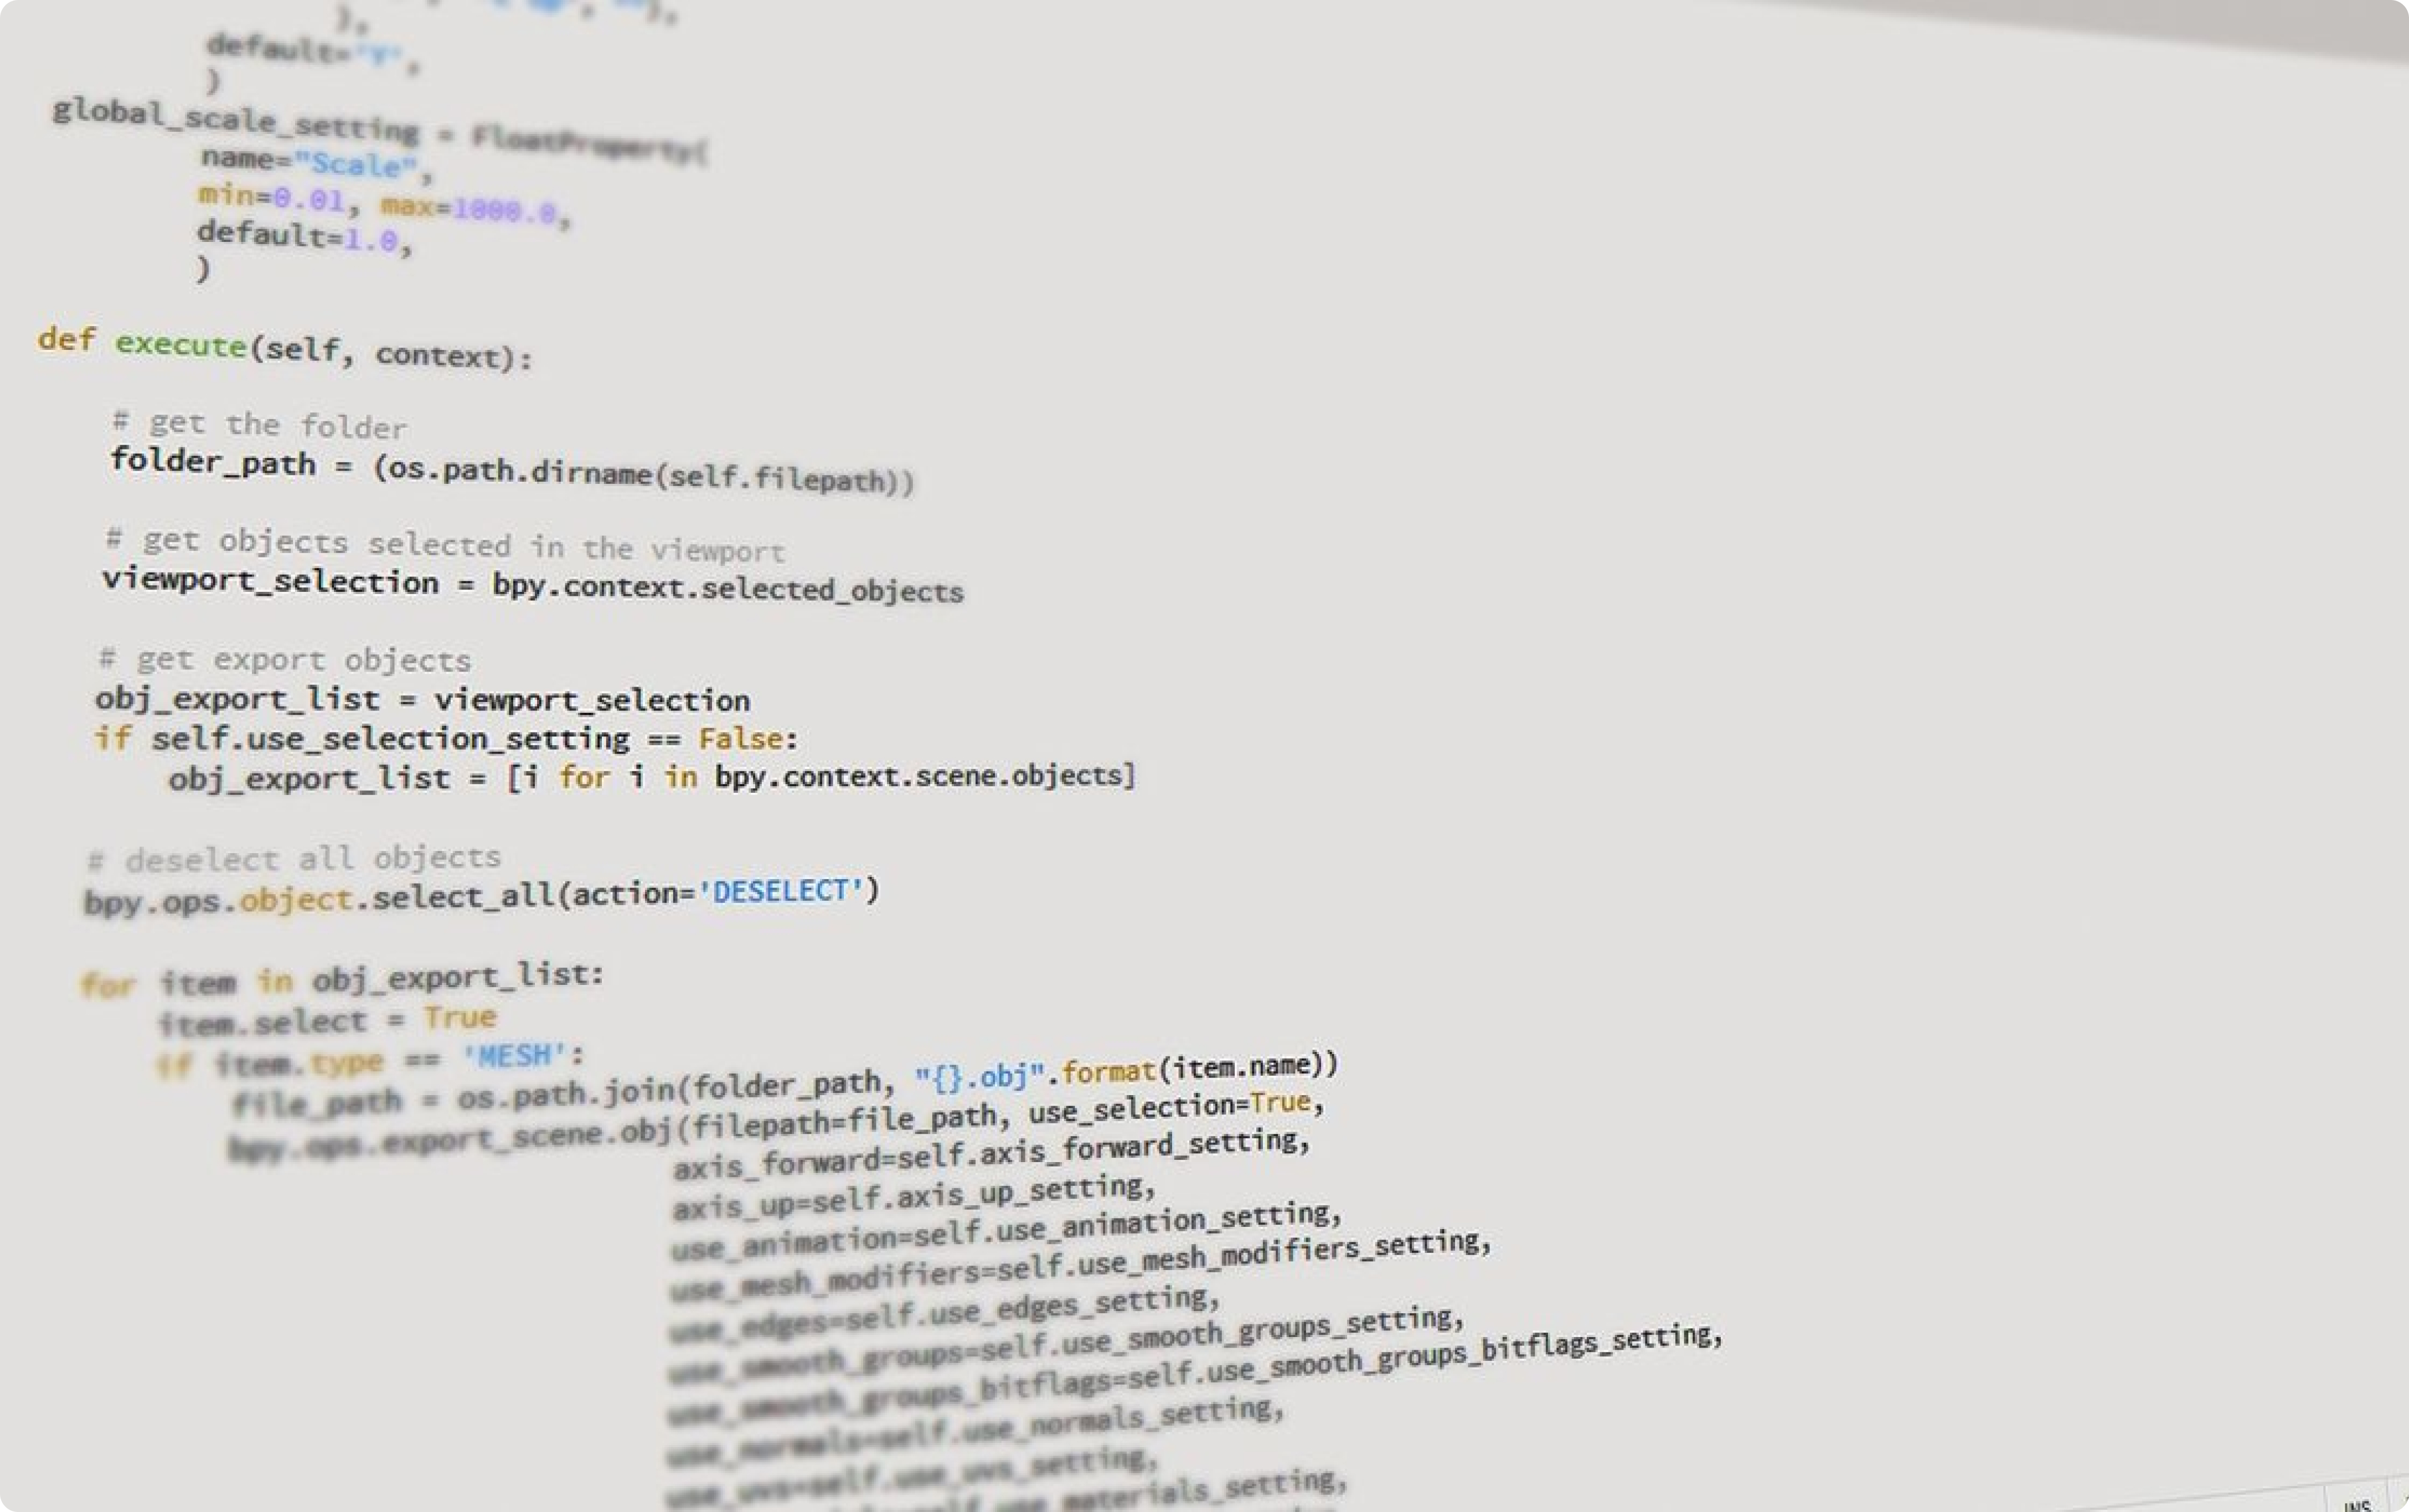 ),
default='Y',
)
global_scale_setting = FloatProperty(
name="Scale",
min=0.01, max=1000.0,
default=1.0,
)
def execute(self, context):
# get the folder
folder_path = (os.path.dirname(self.filepath))
# get objects selected in the viewport
viewport_selection = bpy.context.selected_objects
# get export objects
obj_export_list = viewport_selection
if self.use_selection_setting == False:
obj_export_list = [i for i in bpy.context.scene.objects]
# deselect all objects
bpy.ops.object.select_all(action='DESELECT')
for item in obj_export_list:
item.select = True
if item.type == 'MESH':
file_path = os.path.join(folder_path, "{}.obj".format(item.name))
bpy.ops.export_scene.obj(filepath=file_path, use_selection=True,
axis_forward=self.axis_forward_setting,
axis_up=self.axis_up_setting,
use_animation=self.use_animation_setting,
use_mesh_modifiers=self.use_mesh_modifiers_setting,
use_edges=self.use_edges_setting,
use_smooth_groups=self.use_smooth_groups_setting,
use_smooth_groups_bitflags=self.use_smooth_groups_bitflags_setting,
use_normals=self.use_normals_setting,
use_uvs=self.use_uvs_setting,
self.use_materials_setting,
INS